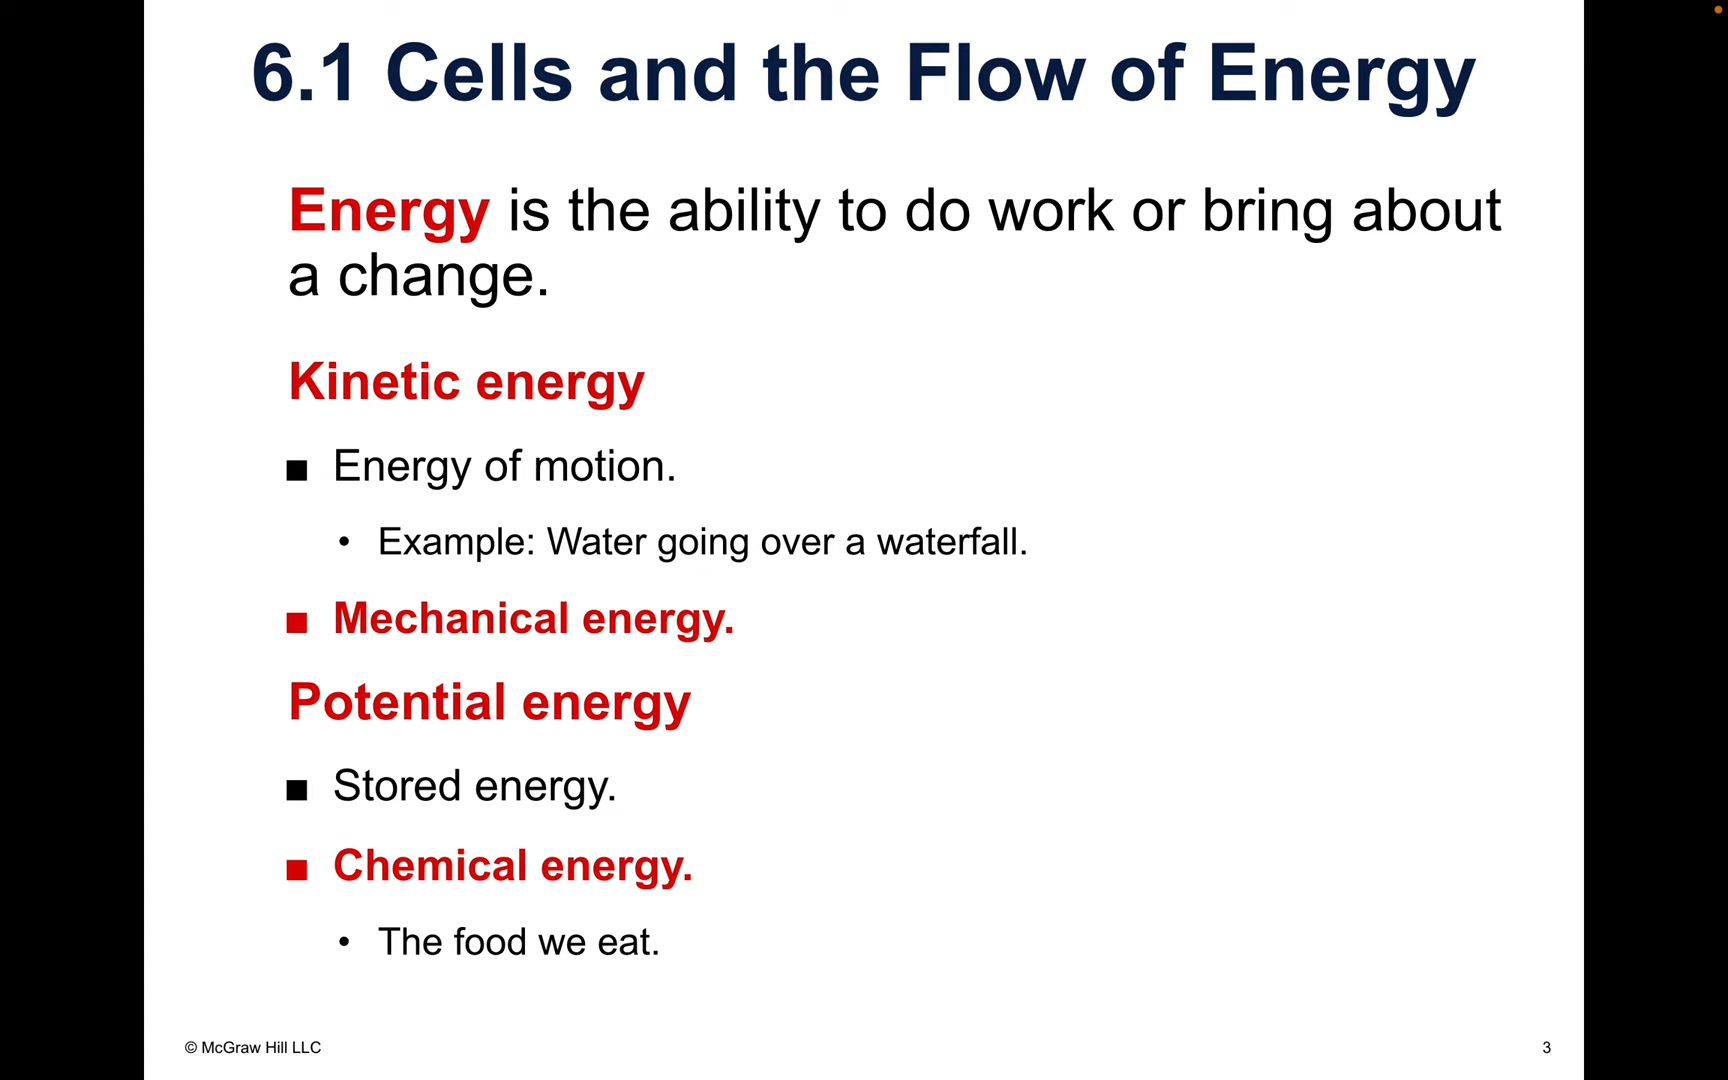 6.1 Cells and the Flow of Energy
Energy is the ability to do work or bring about
a change.
Kinetic energy
■ Energy of motion.
• Example: Water going over a waterfall.
■ Mechanical energy.
Potential energy
■ Stored energy.
■ Chemical energy.
• The food we eat.
© McGraw Hill LLC
3